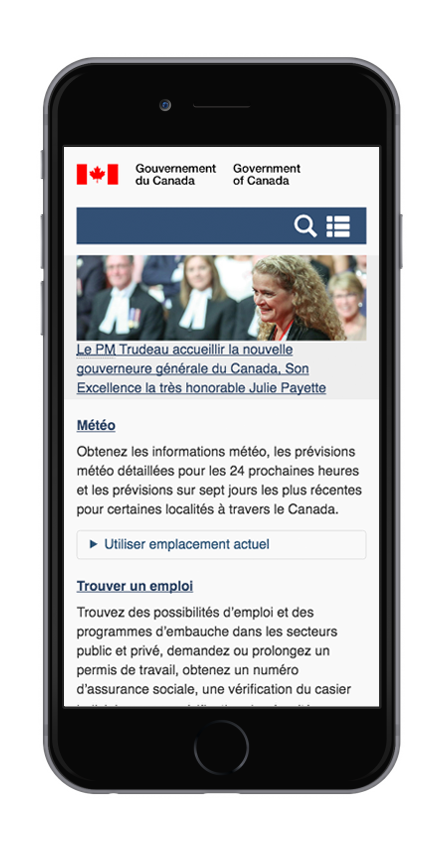 Gouvernement
du Canada
Government
of Canada
Le PM Trudeau accueillir la nouvelle
gouverneure générale du Canada, Son
Excellence la très honorable Julie Payette
Météo
Obtenez les informations météo, les prévisions
météo détaillées pour les 24 prochaines heures
et les prévisions sur sept jours les plus récentes
pour certaines localités à travers le Canada.
Utiliser emplacement actuel
Trouver un emploi
Trouvez des possibilités d'emploi et des
programmes d'embauche dans les secteurs
public et privé, demandez ou prolongez un
permis de travail, obtenez un numéro
d'assurance sociale, une vérification du casier